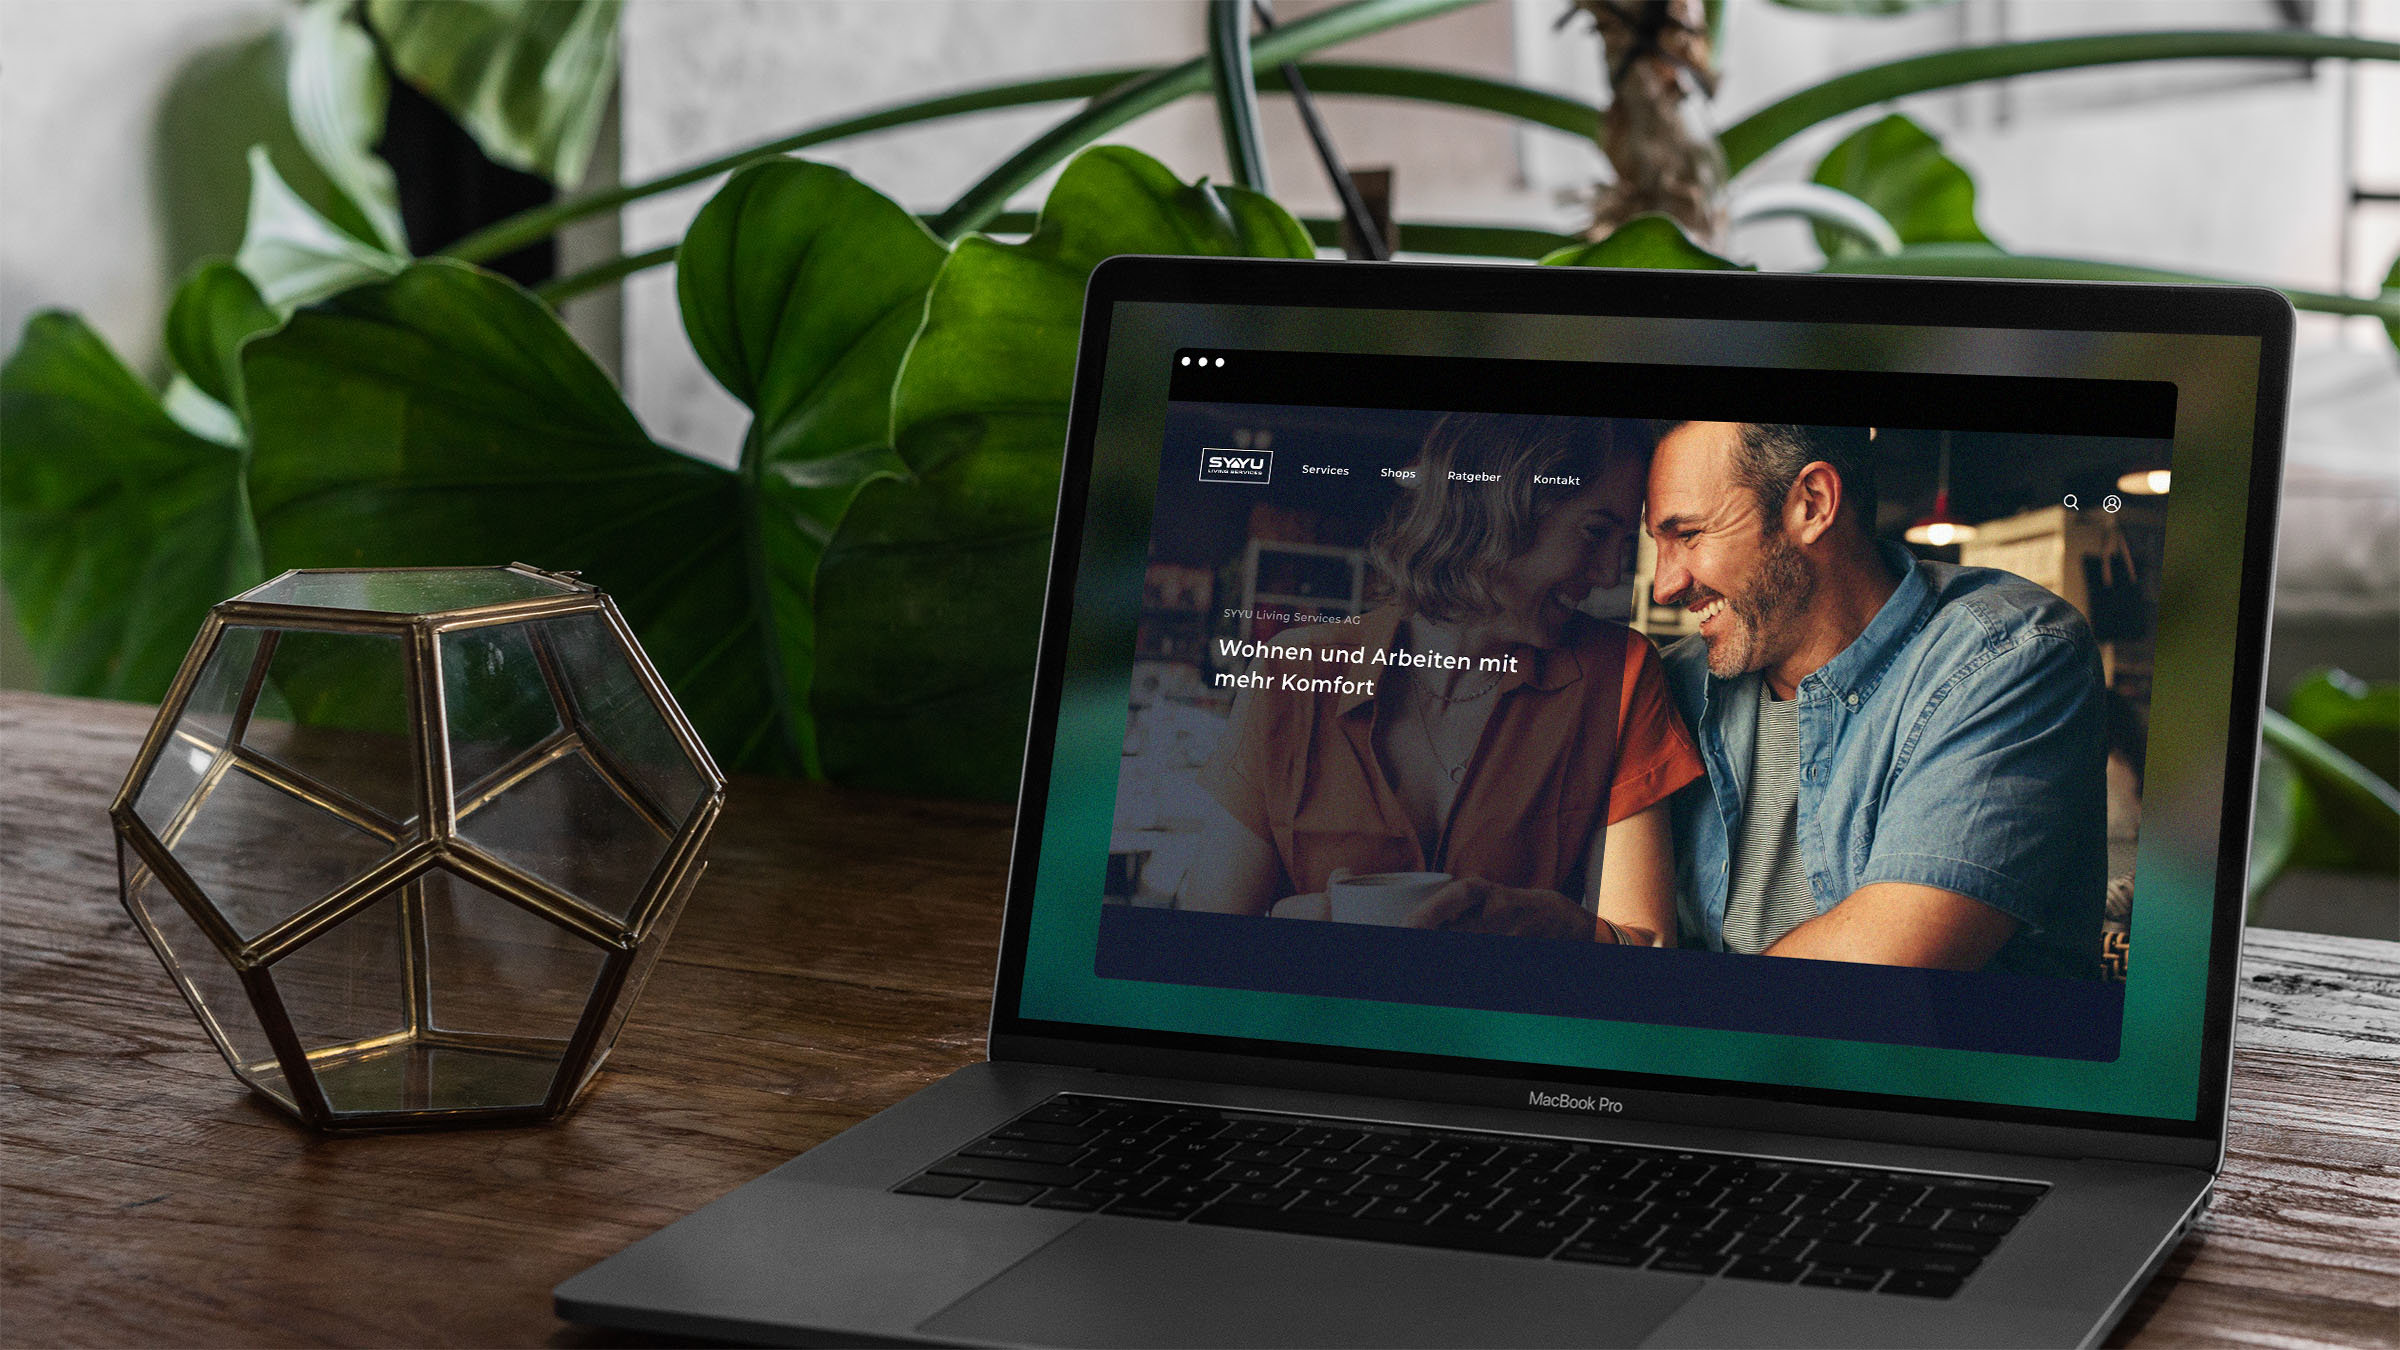 SYYU
LIVING SERVICES
Services
Shops
Ratgeber
Kontakt
SYYU Living Services AG
Wohnen und Arbeiten mit
mehr Komfort
MacBook Pro